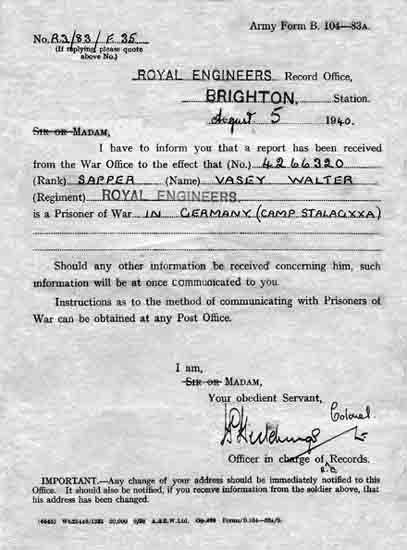 Army Form B. 104—83A.
No. R3/83/E.35
(If replying, please quote
above No.)
ROYAL ENGINEERS Record Office,
BRIGHTON, Station.
August 5 1940.
SIR OR MADAM,
I have to inform you that a report has been received
from the War Office to the effect that (No.) 4266320
(Rank) SAPPER (Name) VASEY WALTER
(Regiment) ROYAL ENGINEERS
is a Prisoner of War IN GERMANY (CAMP STALAG XXA)
Should any other information be received concerning him, such
information will be at once communicated to you.
Instructions as to the method of communicating with Prisoners of
War can be obtained at any Post Office.
I am,
SIR OR MADAM,
Your obedient Servant,
Colonel
Officer in charge of Records.
IMPORTANT.—Any change of your address should be immediately notified to this
Office. It should also be notified, if you receive information from the soldier above, that
his address has been changed.